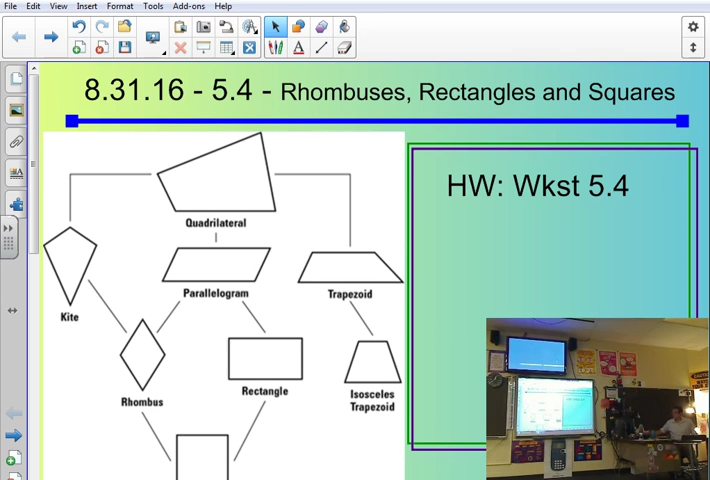 File Edit View Insert Format Tools Add-ons Help
8.31.16 - 5.4 - Rhombuses, Rectangles and Squares
HW: Wkst 5.4
Quadrilateral
Parallelogram
Trapezoid
Kite
Rhombus
Rectangle
Isosceles
Trapezoid